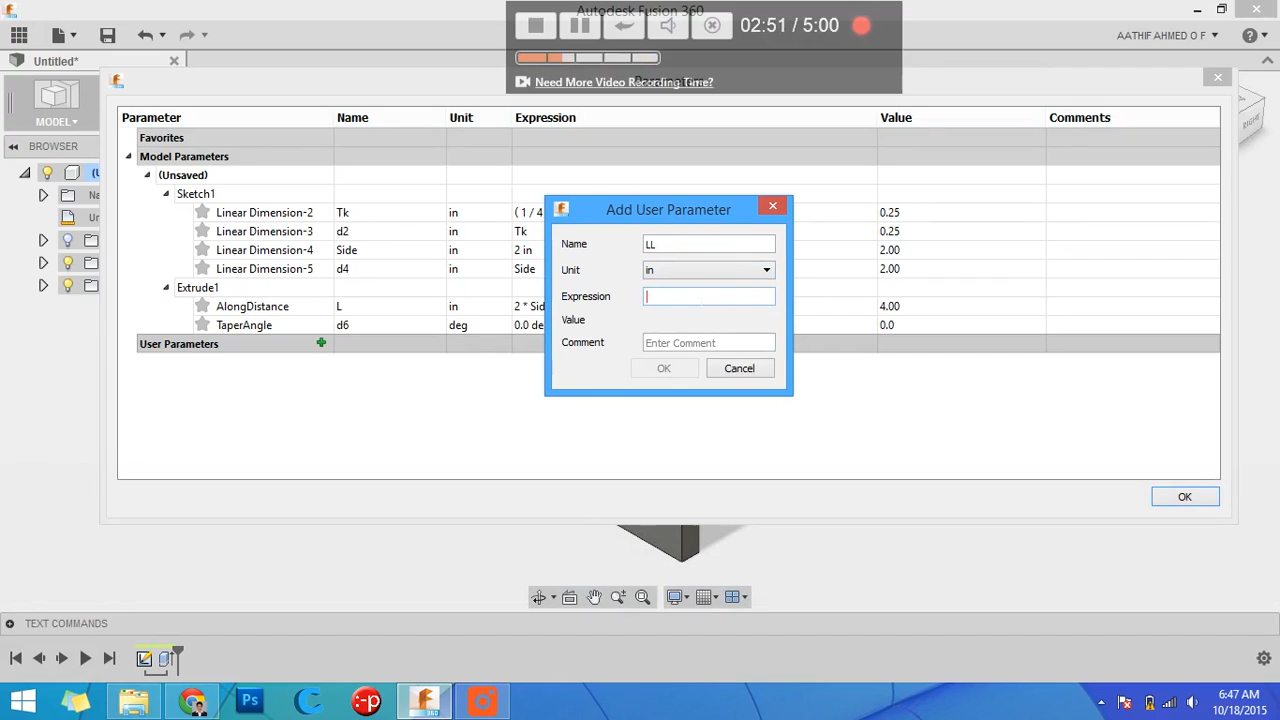 Autodesk Fusion 360
02:51 / 5:00
Need More Video Recording Time?
AATHIF AHMED O F
Untitled*
MODEL
BROWSER
(U
Na
Un
RIGHT
Parameter Name Unit Expression Value Comments
Favorites
Model Parameters
(Unsaved)
Sketch1
Linear Dimension-2 Tk in ( 1 / 4 0.25
Linear Dimension-3 d2 in Tk 0.25
Linear Dimension-4 Side in 2 in 2.00
Linear Dimension-5 d4 in Side 2.00
Extrude1
AlongDistance L in 2 * Sid 4.00
TaperAngle d6 deg 0.0 de 0.0
User Parameters
Add User Parameter
Name LL
Unit in
Expression
Value
Comment Enter Comment
OK Cancel
OK
TEXT COMMANDS
Ps
360
6:47 AM
10/18/2015